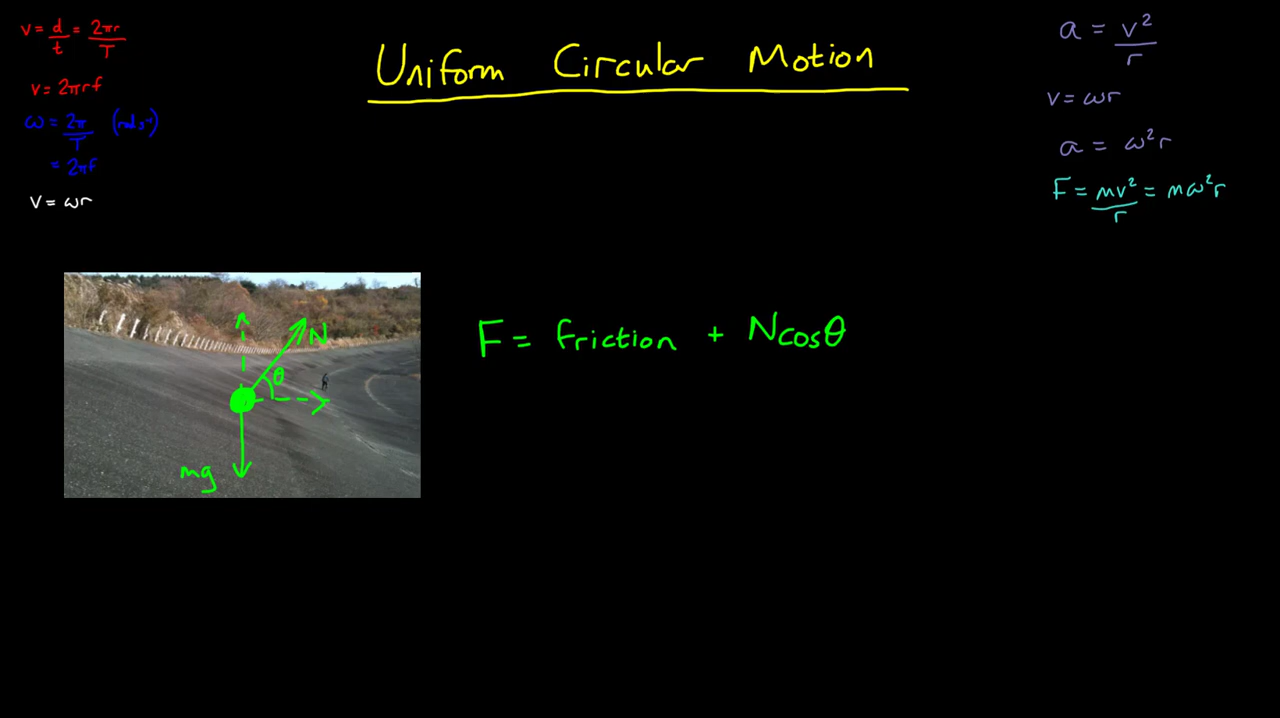 Uniform Circular Motion
v = d/t = 2πr/T
v = 2πrf
ω = 2π/T (rad s⁻¹)
= 2πf
v = ωr
a = v²/r
v = ωr
a = ω²r
F = mv²/r = mω²r
N
θ
mg
F = friction + Ncosθ